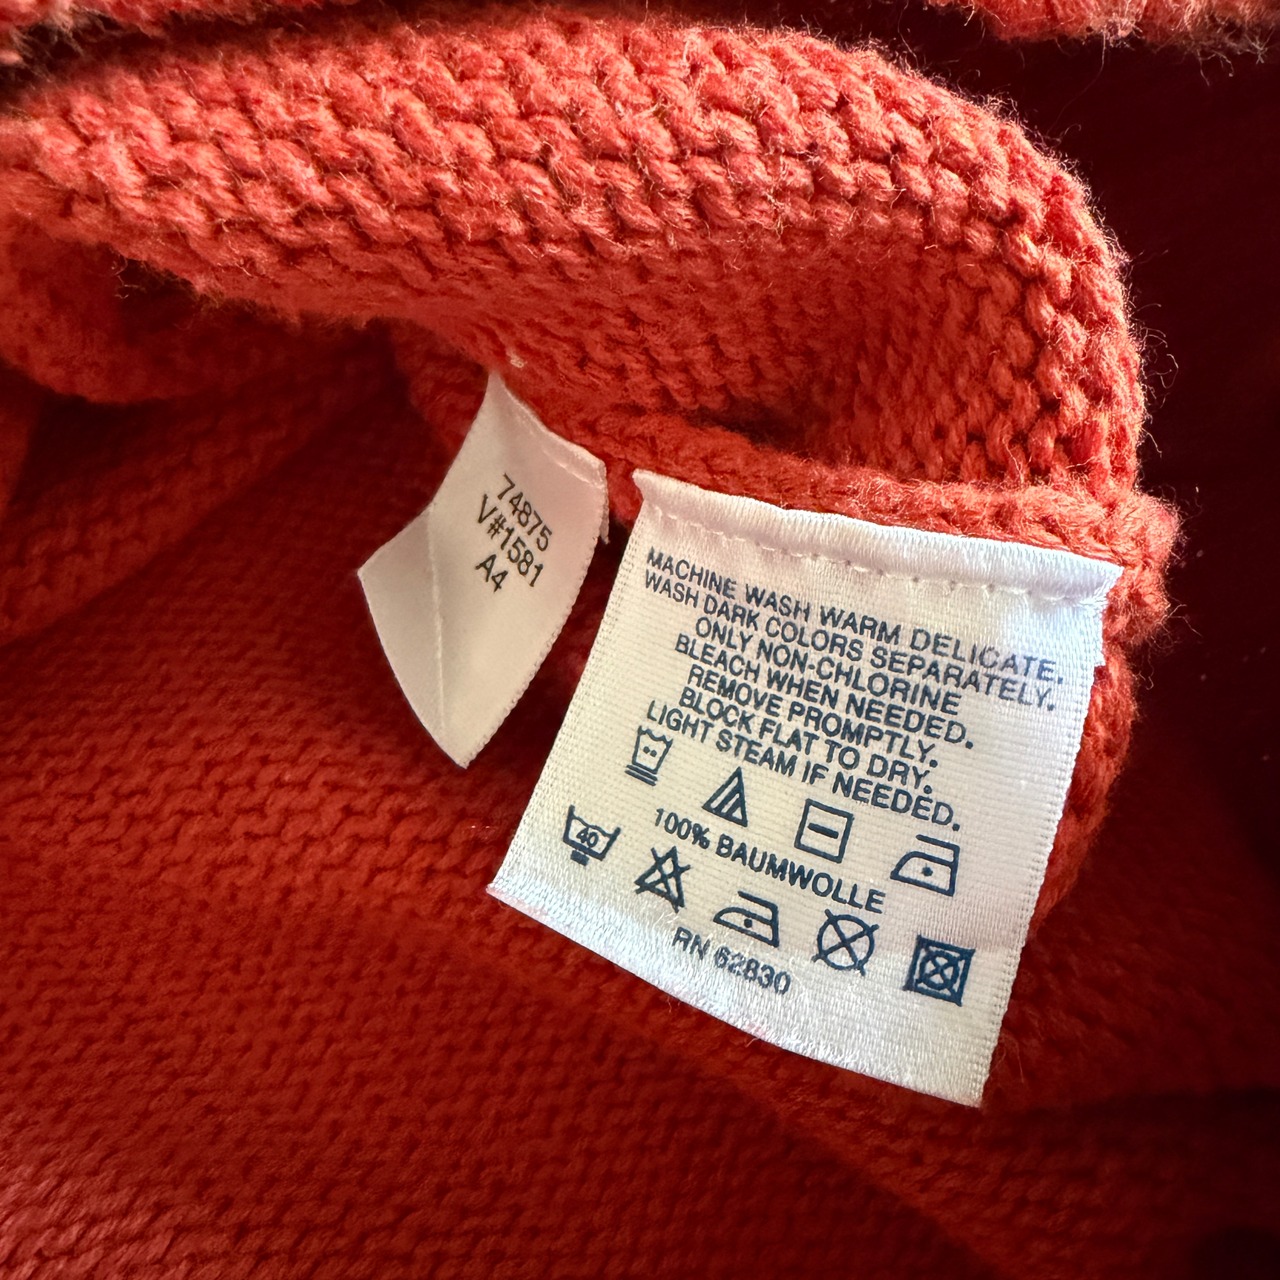 74875
V#1581
A4
MACHINE WASH WARM DELICATE.
WASH DARK COLORS SEPARATELY.
ONLY NON-CHLORINE
BLEACH WHEN NEEDED.
REMOVE PROMPTLY.
BLOCK FLAT TO DRY.
LIGHT STEAM IF NEEDED.
100% BAUMWOLLE
40
RN 62830